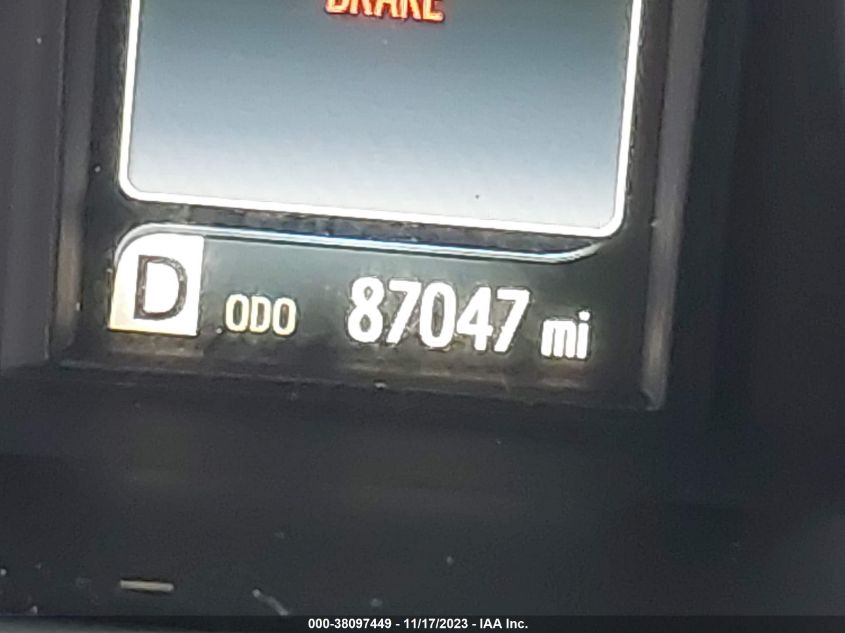 BRAKE
D ODO 87047 mi
000-38097449 - 11/17/2023 - IAA Inc.